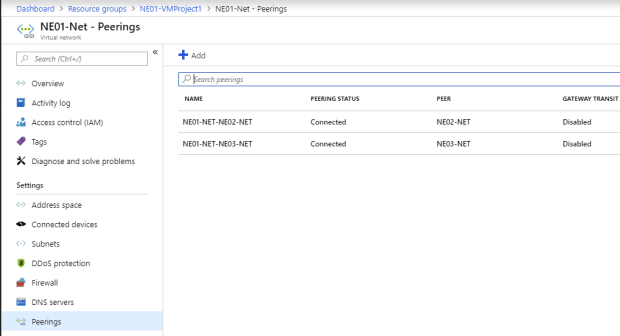 Dashboard > Resource groups > NE01-VMProject1 > NE01-Net - Peerings
NE01-Net - Peerings
Virtual network
Search (Ctrl+/)
«
Overview
Activity log
Access control (IAM)
Tags
Diagnose and solve problems
Settings
Address space
Connected devices
Subnets
DDoS protection
Firewall
DNS servers
Peerings
Add
Search peerings
NAME PEERING STATUS PEER GATEWAY TRANSIT
NE01-NET-NE02-NET Connected NE02-NET Disabled
NE01-NET-NE03-NET Connected NE03-NET Disabled